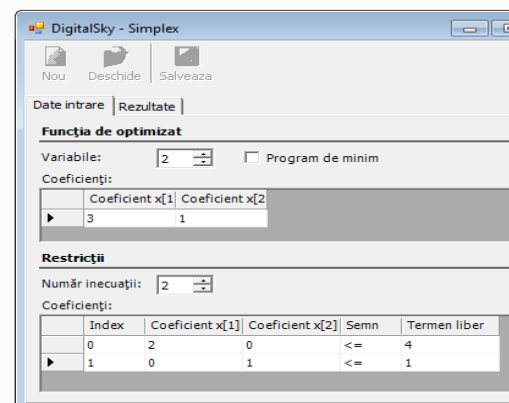 DigitalSky - Simplex
Nou Deschide Salveaza
Date intrare Rezultate
Funcția de optimizat
Variabile: 2 Program de minim
Coeficienți:
Coeficient x[1 Coeficient x[2
3 1
Restricții
Număr inecuații: 2
Coeficienți:
Index Coeficient x[1] Coeficient x[2] Semn Termen liber
0 2 0 <= 4
1 0 1 <= 1